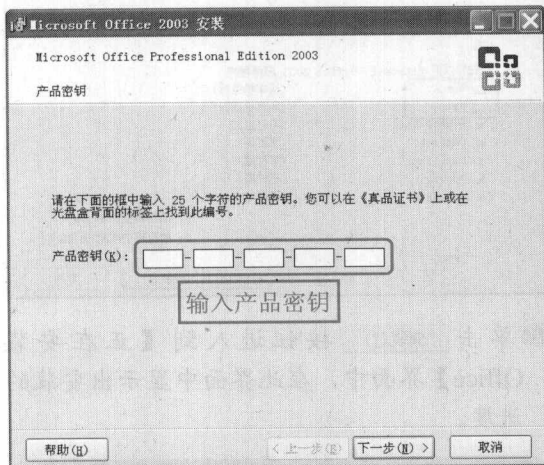 Microsoft Office 2003 安装
Microsoft Office Professional Edition 2003
产品密钥
请在下面的框中输入 25 个字符的产品密钥。您可以在《真品证书》上或在
光盘盒背面的标签上找到此编号。
产品密钥(K):
输入产品密钥
帮助(H)
< 上一步(B)
下一步(N) >
取消